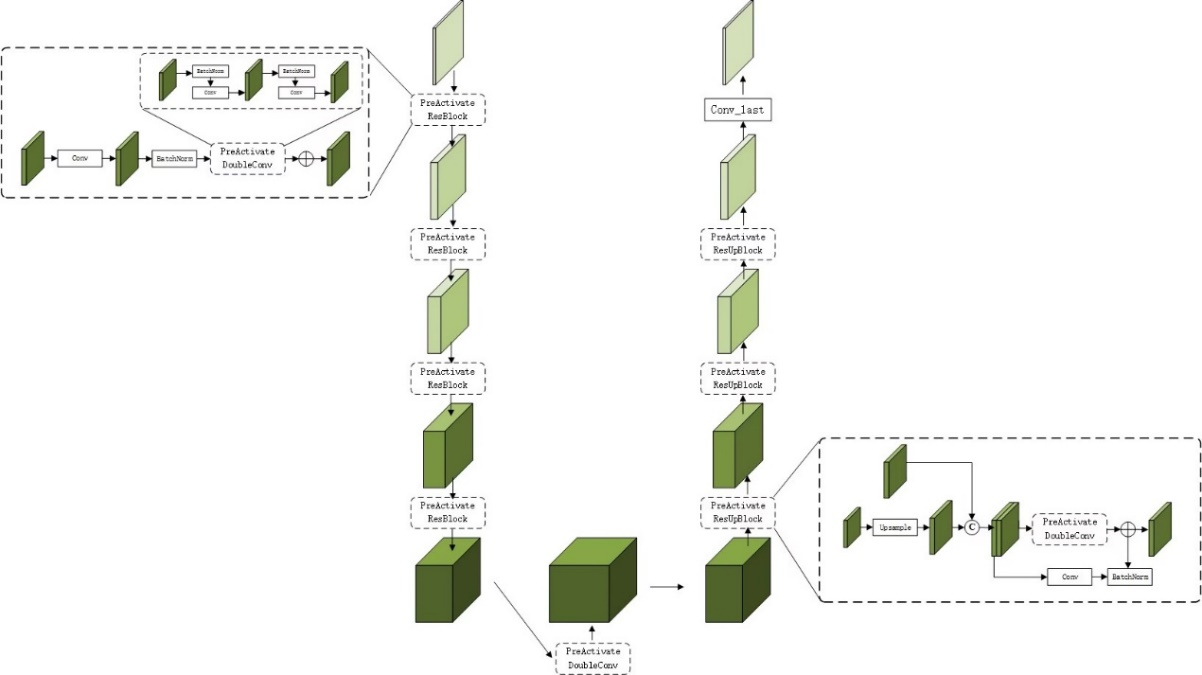 BatchNorm
BatchNorm
Conv
Conv
Conv
BatchNorm
PreActivate
DoubleConv
PreActivate
ResBlock
PreActivate
ResBlock
PreActivate
ResBlock
PreActivate
ResBlock
PreActivate
DoubleConv
Conv_last
PreActivate
ResUpBlock
PreActivate
ResUpBlock
PreActivate
ResUpBlock
Upsample
C
PreActivate
DoubleConv
Conv
BatchNorm